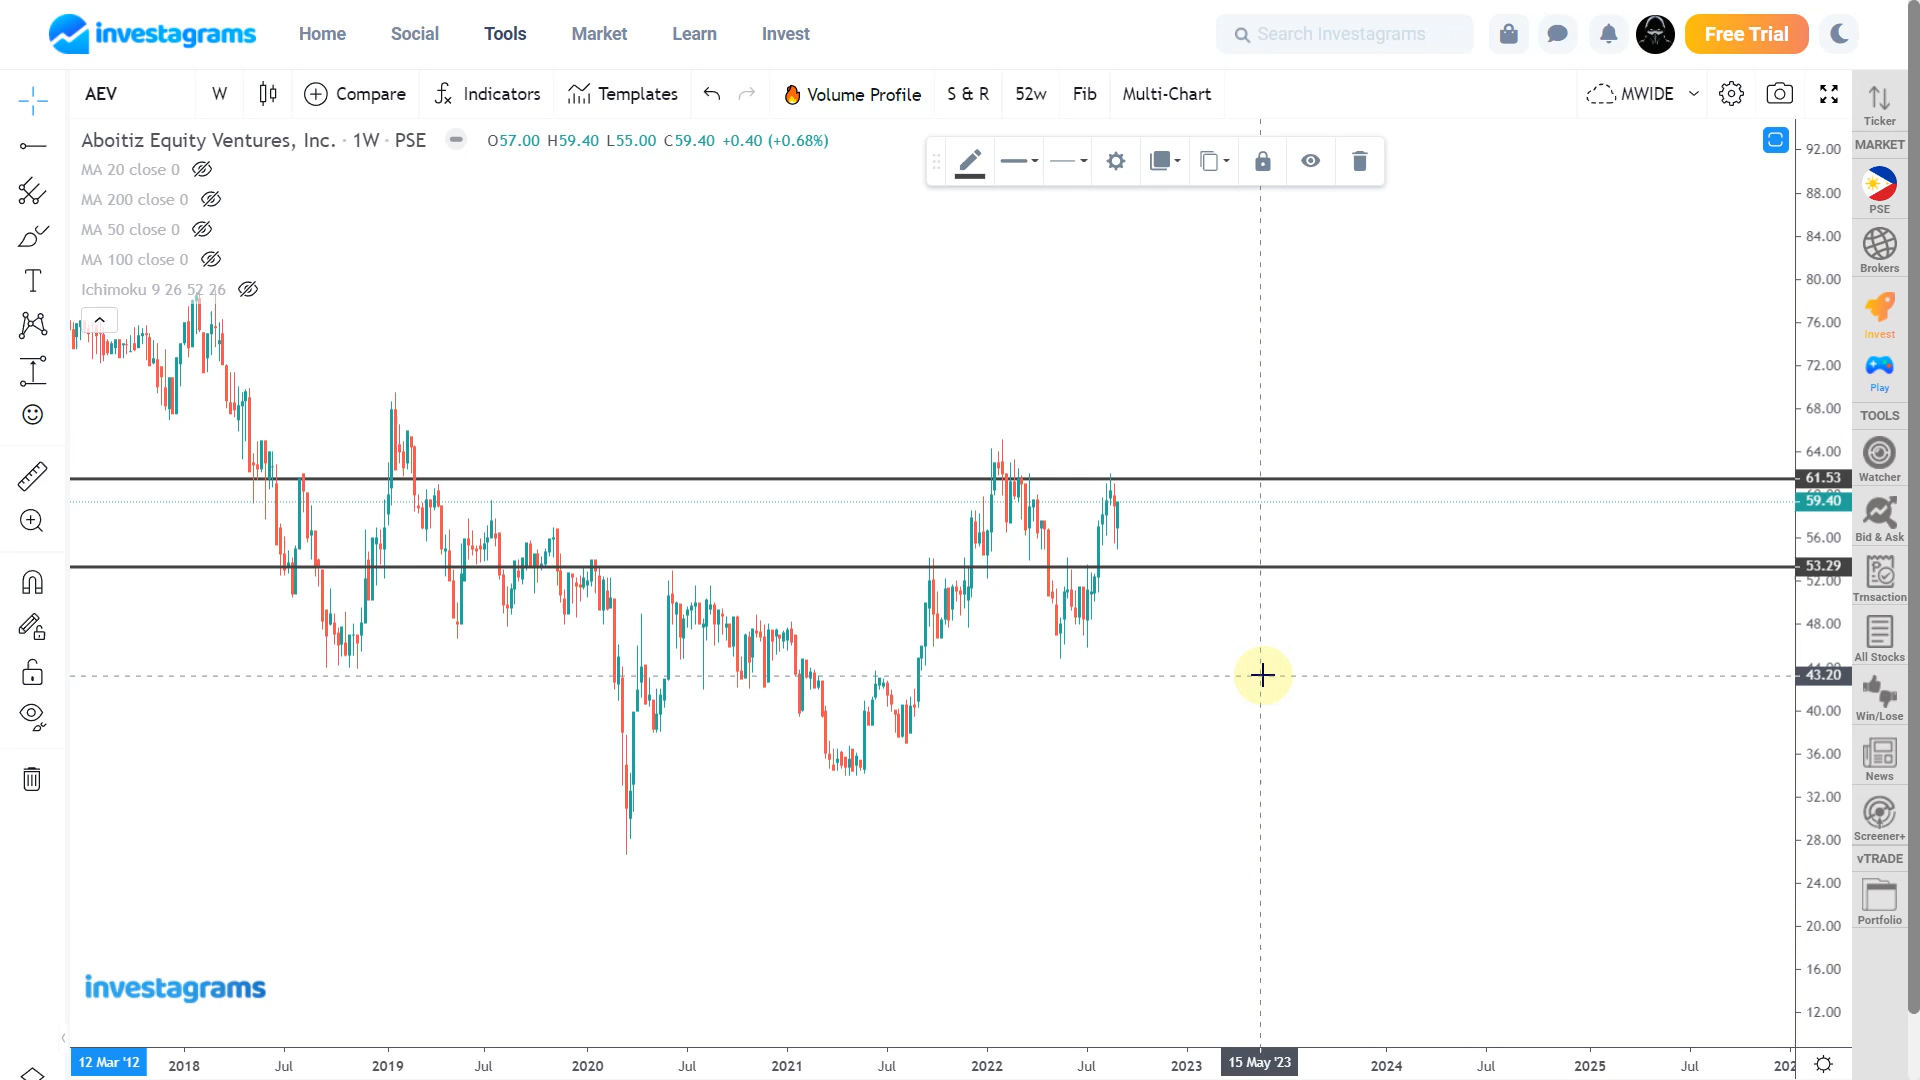 investagrams
Home
Social
Tools
Market
Learn
Invest
Search Investagrams
Free Trial
AEV
W
Compare
Indicators
Templates
Volume Profile
S & R
52w
Fib
Multi-Chart
MWIDE
Aboitiz Equity Ventures, Inc. · 1W · PSE
O57.00 H59.40 L55.00 C59.40 +0.40 (+0.68%)
MA 20 close 0
MA 200 close 0
MA 50 close 0
MA 100 close 0
Ichimoku 9 26 52 26
92.00
88.00
84.00
80.00
76.00
72.00
68.00
64.00
61.53
59.40
56.00
53.29
52.00
48.00
43.20
40.00
36.00
32.00
28.00
24.00
20.00
16.00
12.00
Ticker
MARKET
PSE
Brokers
Invest
Play
TOOLS
Watcher
Bid & Ask
Trnsaction
All Stocks
Win/Lose
News
Screener+
vTRADE
Portfolio
investagrams
12 Mar '12
2018
Jul
2019
Jul
2020
Jul
2021
Jul
2022
Jul
2023
15 May '23
2024
Jul
2025
Jul